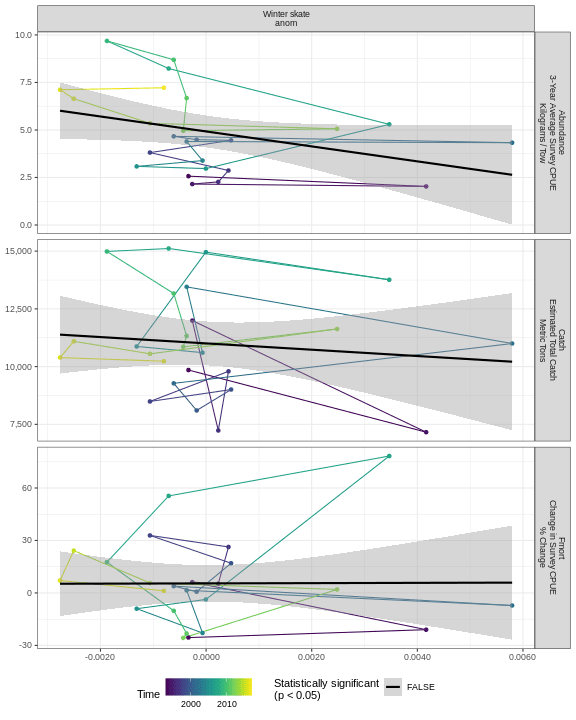 Winter skate
anom
10.0
7.5
5.0
2.5
0.0
Abundance
3-Year Average Survey CPUE
Kilograms / Tow
15,000
12,500
10,000
7,500
Catch
Estimated Total Catch
Metric Tons
60
30
0
-30
Fmort
Change in Survey CPUE
% Change
-0.0020
0.0000
0.0020
0.0040
0.0060
Time
2000
2010
Statistically significant
(p < 0.05)
FALSE